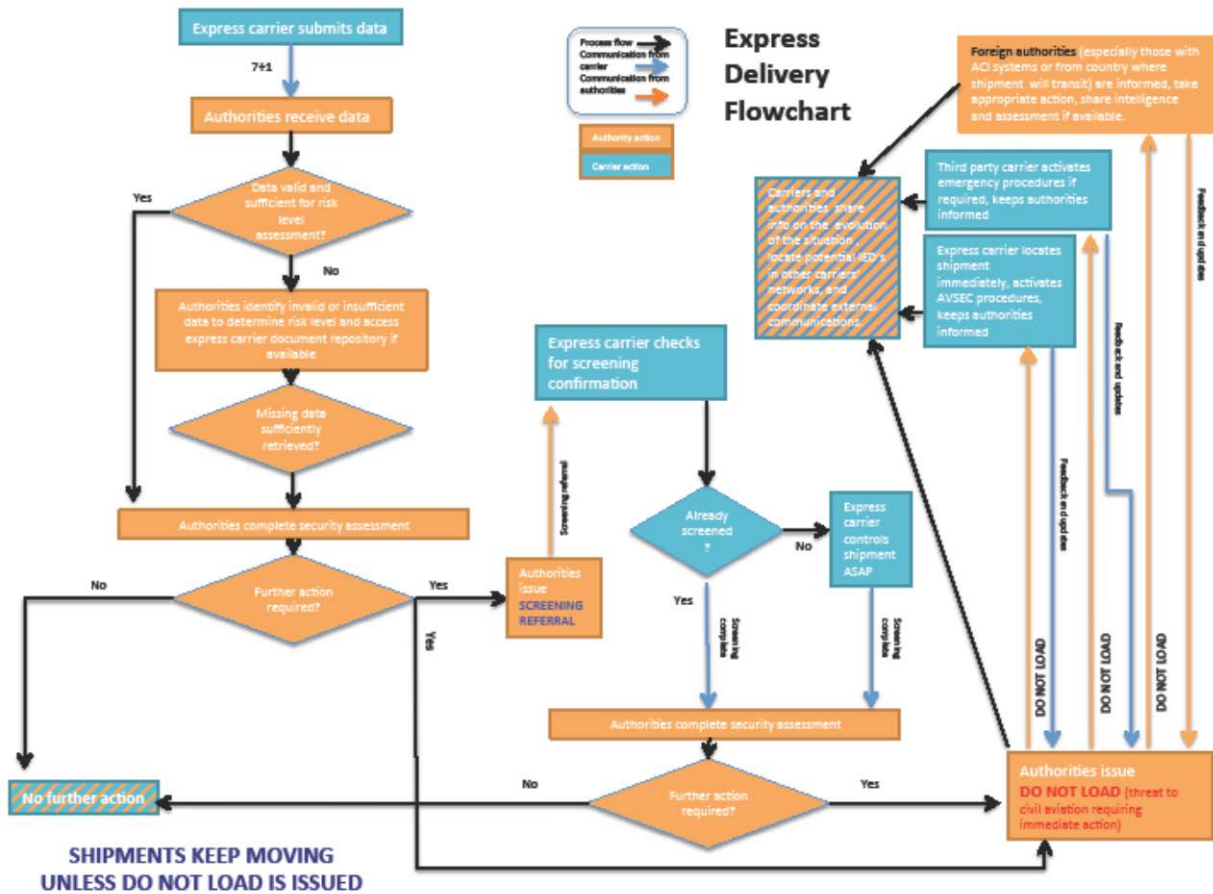 Express carrier submits data
7+1
Authorities receive data
Data valid and
sufficient for risk
level
assessment?
Yes
No
Authorities identify invalid or insufficient
data to determine risk level and access
express carrier document repository if
available
Missing data
sufficiently
retrieved?
Authorities complete security assessment
Further action
required?
No
Yes
Yes
No further action
SHIPMENTS KEEP MOVING
UNLESS DO NOT LOAD IS ISSUED
Process flow
Communication from
carrier
Communication from
authorities
Authority action
Carrier action
Express
Delivery
Flowchart
Authorities
issue
SCREENING
REFERRAL
Screening referral
Express carrier checks
for screening
confirmation
Already
screened
?
No
Yes
Express
carrier
controls
shipment
ASAP
Screening
complete
Screening
complete
Authorities complete security assessment
Further action
required?
No
Yes
Carriers and
authorities share
info on the evolution
of the situation ,
locate potential IED's
in other carriers'
networks, and
coordinate external
communications.
Foreign authorities (especially those with
ACI systems or from country where
shipment will transit) are informed, take
appropriate action, share intelligence
and assessment if available.
Third party carrier activates
emergency procedures if
required, keeps authorities
informed
Express carrier locates
shipment
immediately, activates
AVSEC procedures,
keeps authorities
informed
Feedback and updates
Feedback and updates
Feedback and updates
DO NOT LOAD
DO NOT LOAD
DO NOT LOAD
Authorities issue
DO NOT LOAD (threat to
civil aviation requiring
immediate action)